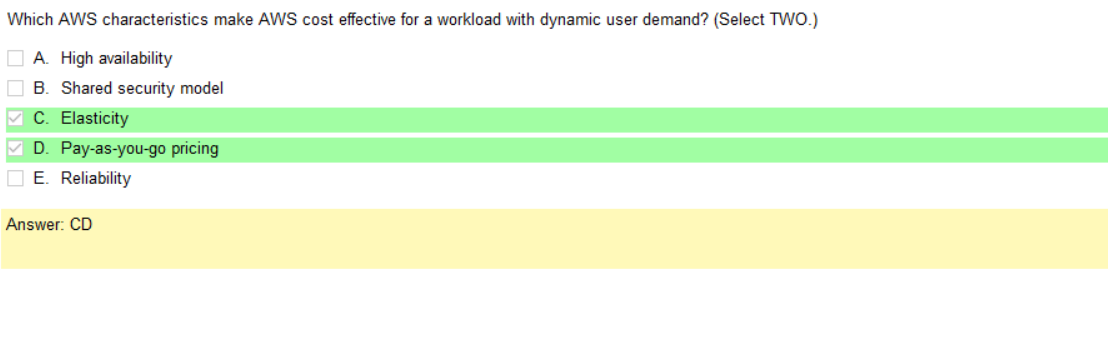 Which AWS characteristics make AWS cost effective for a workload with dynamic user demand? (Select TWO.)
A. High availability
B. Shared security model
C. Elasticity
D. Pay-as-you-go pricing
E. Reliability
Answer: CD